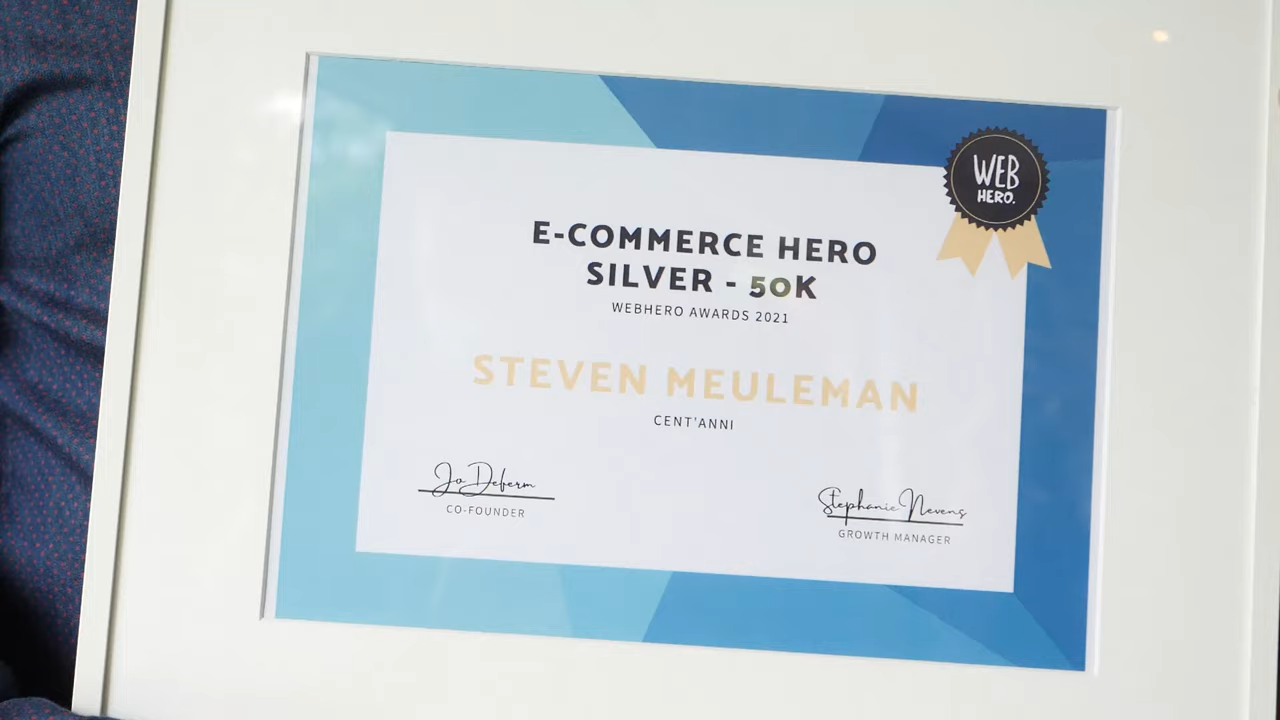 WEB
HERO.
E-COMMERCE HERO
SILVER - 50K
WEBHERO AWARDS 2021
STEVEN MEULEMAN
CENT'ANNI
Jo Deferm
CO-FOUNDER
Stephanie Nevens
GROWTH MANAGER